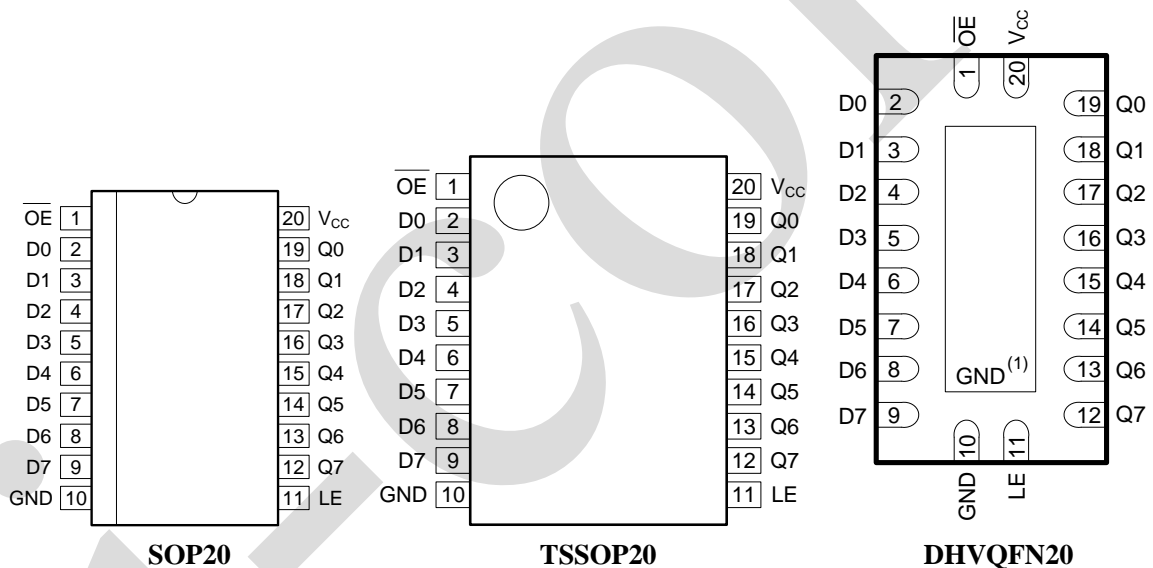 OE 1 20 VCC
D0 2 19 Q0
D1 3 18 Q1
D2 4 17 Q2
D3 5 16 Q3
D4 6 15 Q4
D5 7 14 Q5
D6 8 13 Q6
D7 9 12 Q7
GND 10 11 LE
SOP20
OE 1 20 VCC
D0 2 19 Q0
D1 3 18 Q1
D2 4 17 Q2
D3 5 16 Q3
D4 6 15 Q4
D5 7 14 Q5
D6 8 13 Q6
D7 9 12 Q7
GND 10 11 LE
TSSOP20
OE VCC
1 20
D0 2 19 Q0
D1 3 18 Q1
D2 4 17 Q2
D3 5 16 Q3
D4 6 15 Q4
D5 7 14 Q5
D6 8 13 Q6
GND(1)
D7 9 12 Q7
10 11
GND LE
DHVQFN20